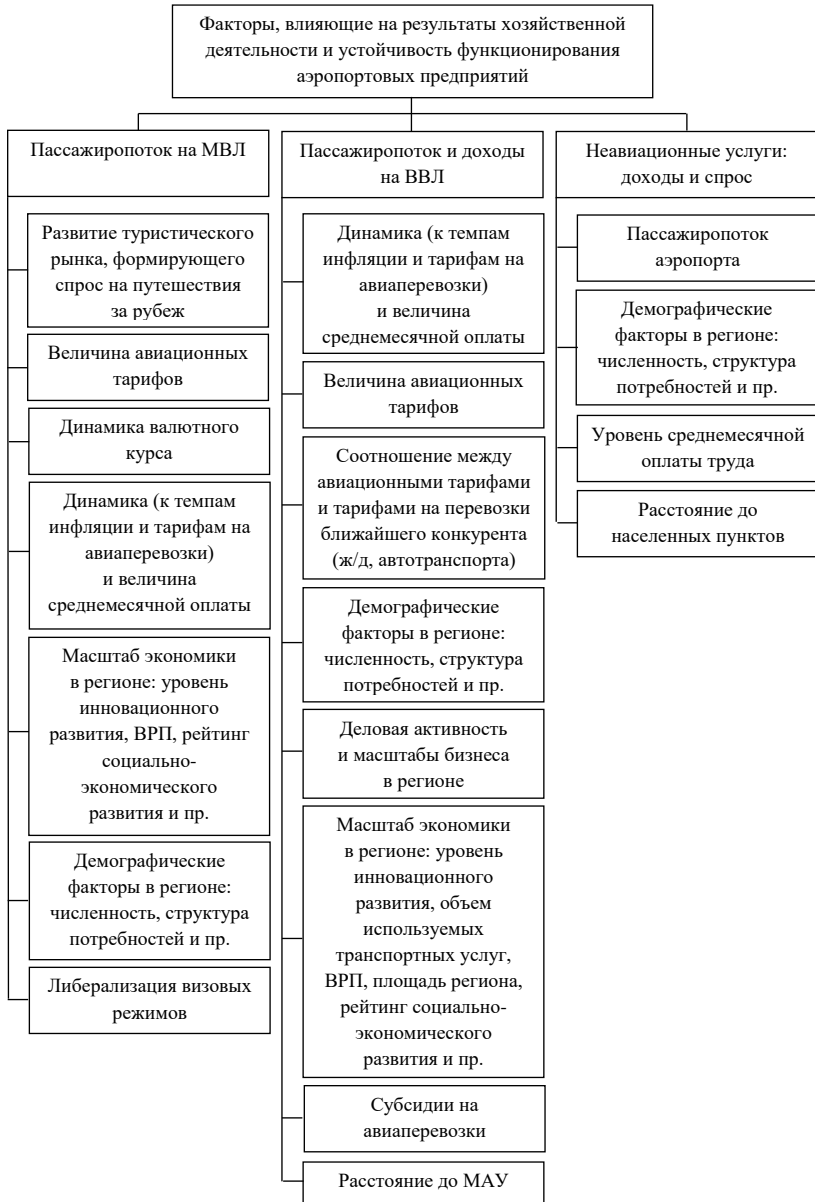 Факторы, влияющие на результаты хозяйственной
деятельности и устойчивость функционирования
аэропортовых предприятий
Пассажиропоток на МВЛ
Развитие туристического
рынка, формирующего
спрос на путешествия
за рубеж
Величина авиационных
тарифов
Динамика валютного
курса
Динамика (к темпам
инфляции и тарифам на
авиаперевозки)
и величина
среднемесячной оплаты
Масштаб экономики
в регионе: уровень
инновационного
развития, ВРП, рейтинг
социально-
экономического
развития и пр.
Демографические
факторы в регионе:
численность, структура
потребностей и пр.
Либерализация визовых
режимов
Пассажиропоток и доходы
на ВВЛ
Динамика (к темпам
инфляции и тарифам на
авиаперевозки)
и величина
среднемесячной оплаты
Величина авиационных
тарифов
Соотношение между
авиационными тарифами
и тарифами на перевозки
ближайшего конкурента
(ж/д, автотранспорта)
Демографические
факторы в регионе:
численность, структура
потребностей и пр.
Деловая активность
и масштабы бизнеса
в регионе
Масштаб экономики
в регионе: уровень
инновационного
развития, объем
используемых
транспортных услуг,
ВРП, площадь региона,
рейтинг социально-
экономического
развития и пр.
Субсидии на
авиаперевозки
Расстояние до МАУ
Неавиационные услуги:
доходы и спрос
Пассажиропоток
аэропорта
Демографические
факторы в регионе:
численность, структура
потребностей и пр.
Уровень среднемесячной
оплаты труда
Расстояние до
населенных пунктов